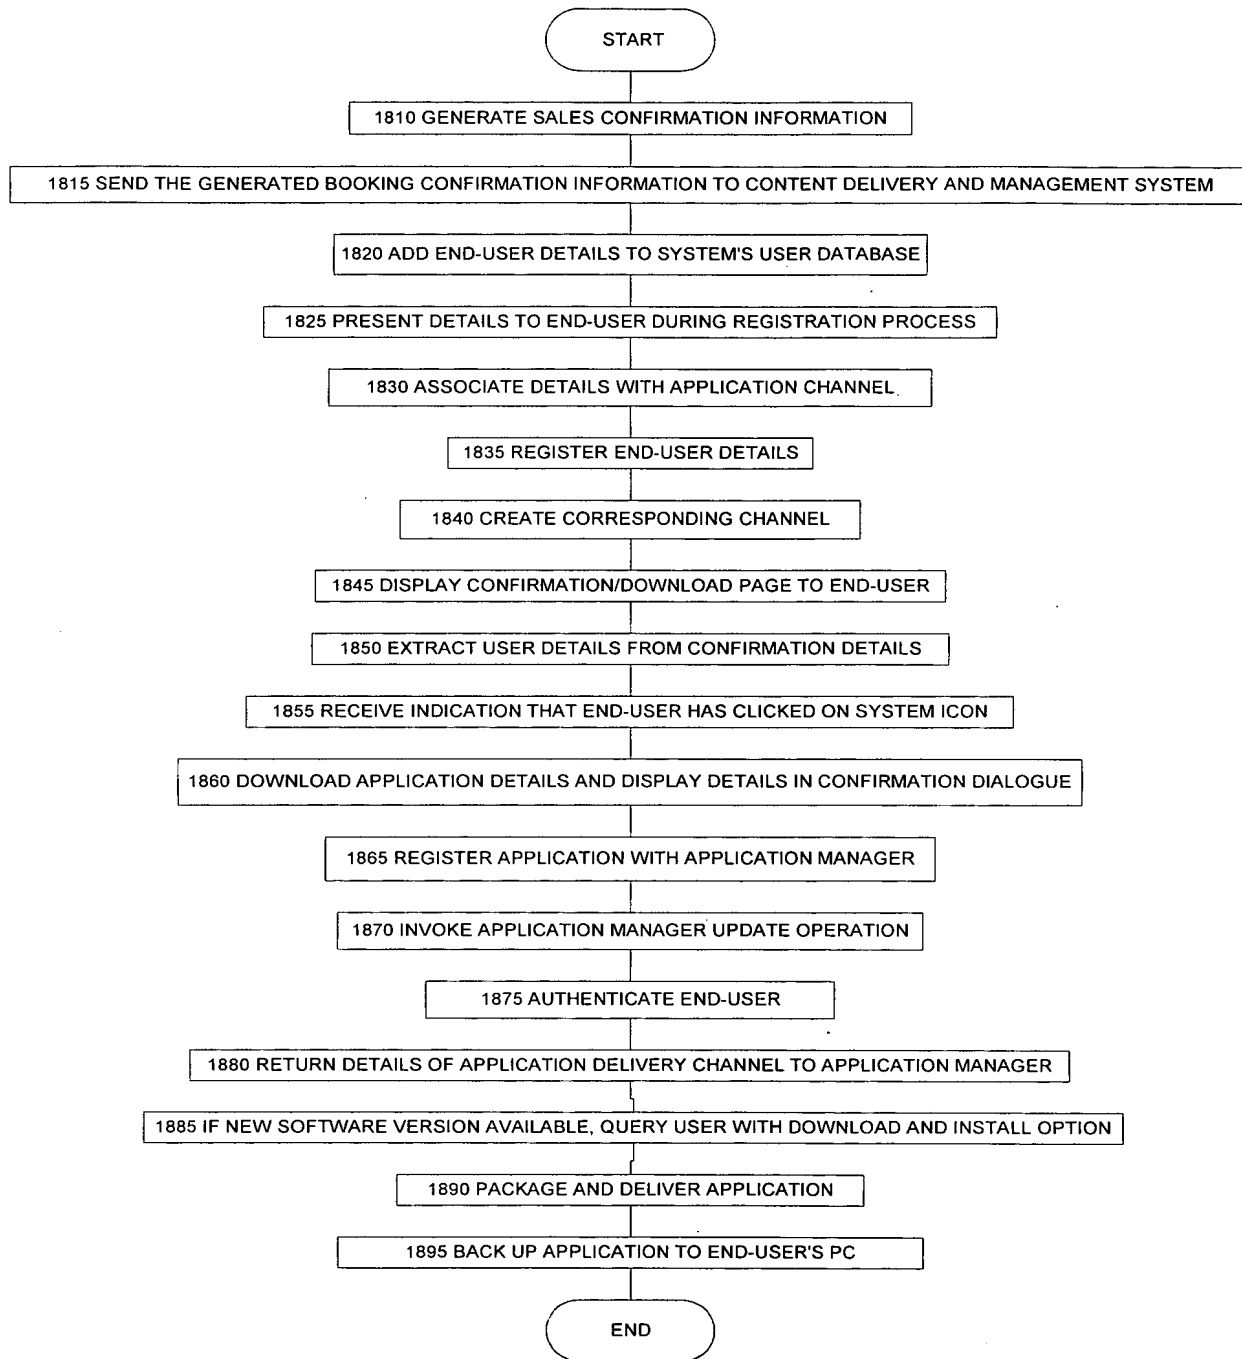 START
1810 GENERATE SALES CONFIRMATION INFORMATION
1815 SEND THE GENERATED BOOKING CONFIRMATION INFORMATION TO CONTENT DELIVERY AND MANAGEMENT SYSTEM
1820 ADD END-USER DETAILS TO SYSTEM'S USER DATABASE
1825 PRESENT DETAILS TO END-USER DURING REGISTRATION PROCESS
1830 ASSOCIATE DETAILS WITH APPLICATION CHANNEL
1835 REGISTER END-USER DETAILS
1840 CREATE CORRESPONDING CHANNEL
1845 DISPLAY CONFIRMATION/DOWNLOAD PAGE TO END-USER
1850 EXTRACT USER DETAILS FROM CONFIRMATION DETAILS
1855 RECEIVE INDICATION THAT END-USER HAS CLICKED ON SYSTEM ICON
1860 DOWNLOAD APPLICATION DETAILS AND DISPLAY DETAILS IN CONFIRMATION DIALOGUE
1865 REGISTER APPLICATION WITH APPLICATION MANAGER
1870 INVOKE APPLICATION MANAGER UPDATE OPERATION
1875 AUTHENTICATE END-USER
1880 RETURN DETAILS OF APPLICATION DELIVERY CHANNEL TO APPLICATION MANAGER
1885 IF NEW SOFTWARE VERSION AVAILABLE, QUERY USER WITH DOWNLOAD AND INSTALL OPTION
1890 PACKAGE AND DELIVER APPLICATION
1895 BACK UP APPLICATION TO END-USER'S PC
END